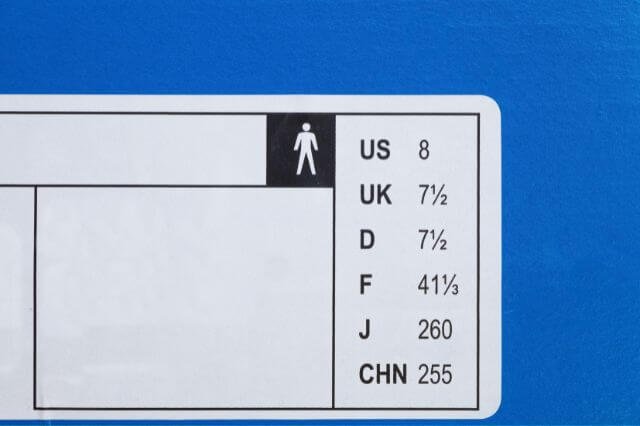 US 8
UK 7½
D 7½
F 41⅓
J 260
CHN 255